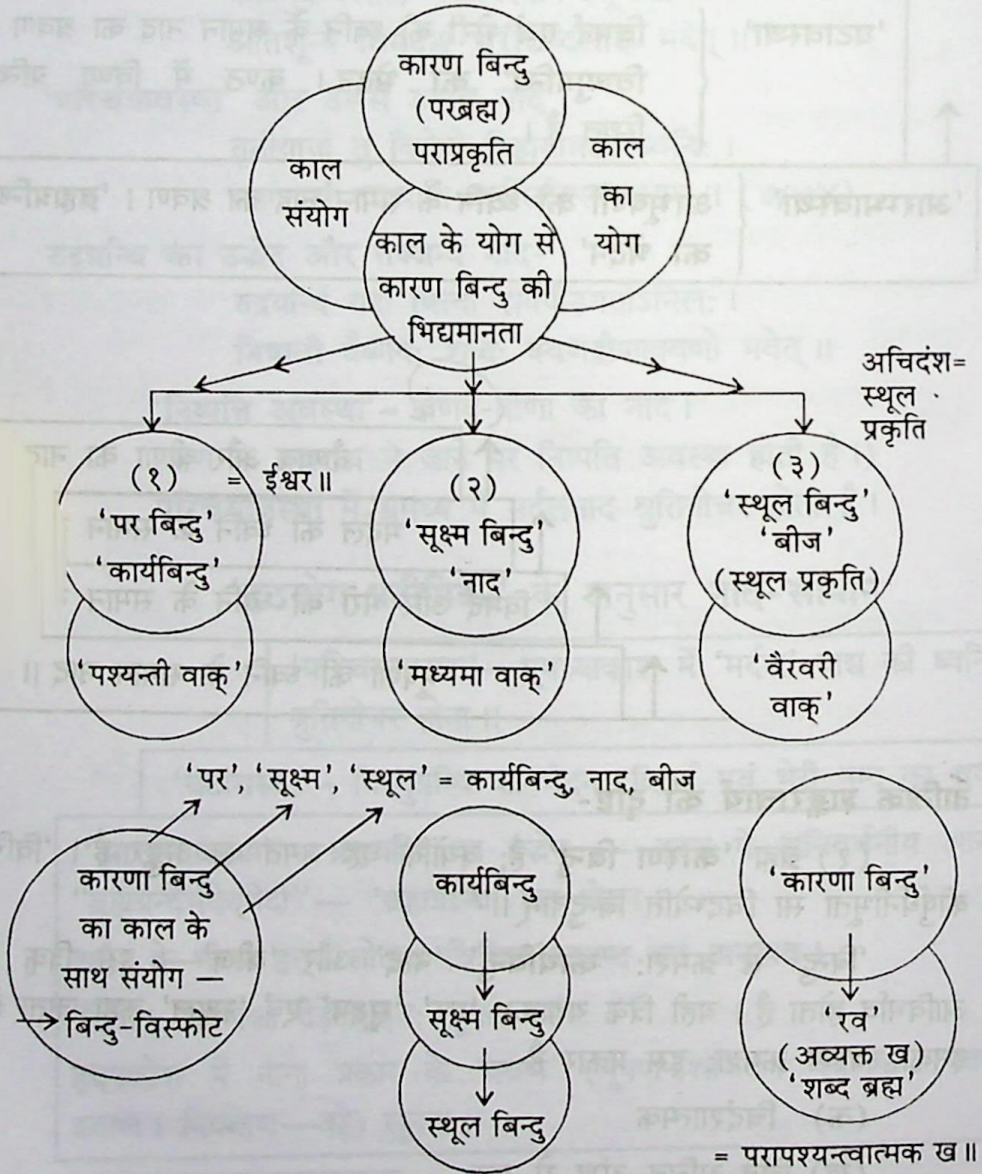 कारण बिन्दु
(परब्रह्म)
पराप्रकृति
काल
संयोग
काल
का
योग
काल के योग से
कारण बिन्दु की
भिद्यमानता
अचिदंश=
स्थूल
प्रकृति
(१) = ईश्वर॥
'पर बिन्दु'
'कार्यबिन्दु'
'पश्यन्ती वाक्'
(२)
'सूक्ष्म बिन्दु'
'नाद'
'मध्यमा वाक्'
(३)
'स्थूल बिन्दु'
'बीज'
(स्थूल प्रकृति)
'वैरवरी
वाक्'
'पर', 'सूक्ष्म', 'स्थूल' = कार्यबिन्दु, नाद, बीज
कारणा बिन्दु
का काल के
साथ संयोग —
बिन्दु-विस्फोट
कार्यबिन्दु
सूक्ष्म बिन्दु
स्थूल बिन्दु
'कारणा बिन्दु'
'रव'
(अव्यक्त ख)
'शब्द ब्रह्म'
= परापश्यन्त्वात्मक ख॥